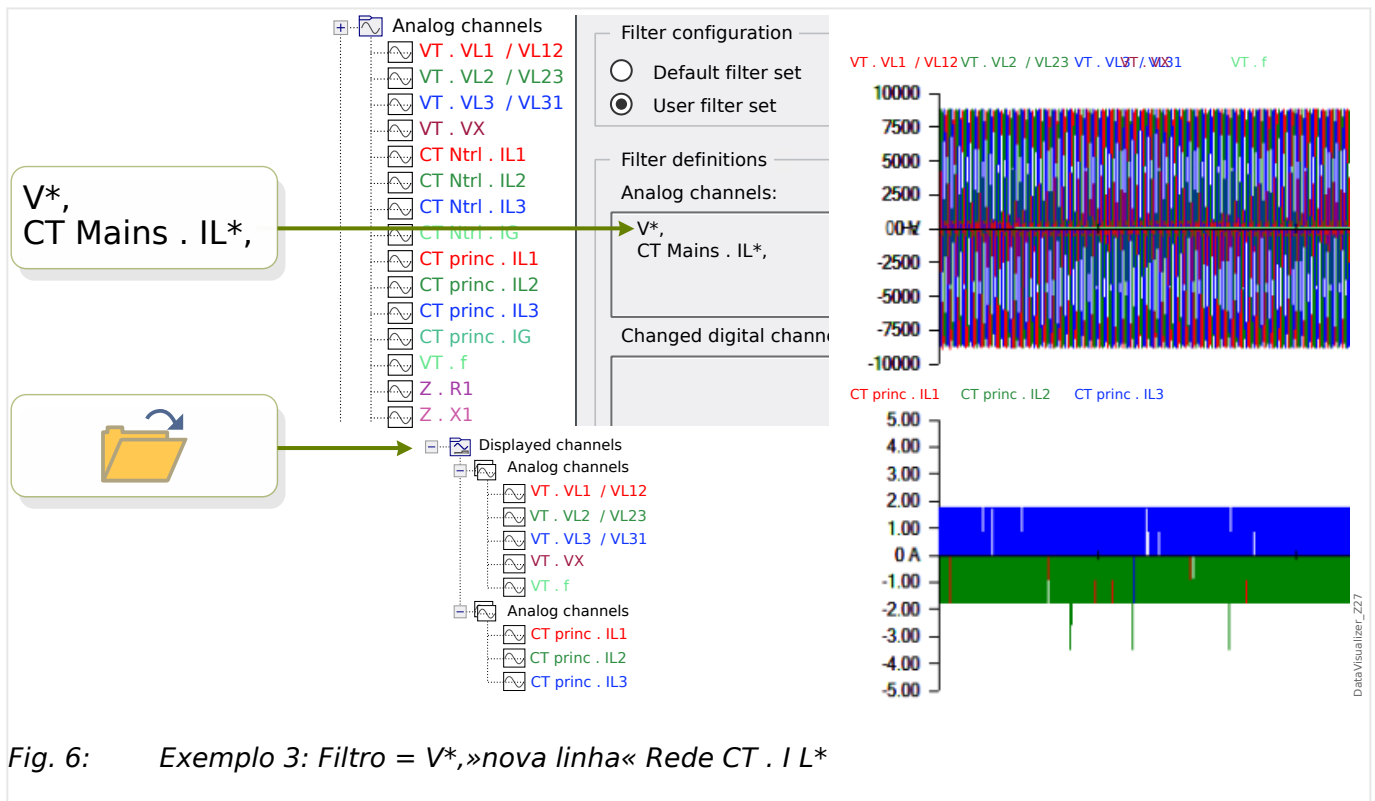 V*,
CT Mains . IL*,
Analog channels
VT . VL1 / VL12
VT . VL2 / VL23
VT . VL3 / VL31
VT . VX
CT Ntrl . IL1
CT Ntrl . IL2
CT Ntrl . IL3
CT Ntrl . IG
CT princ . IL1
CT princ . IL2
CT princ . IL3
CT princ . IG
VT . f
Z . R1
Z . X1
Filter configuration
Default filter set
User filter set
Filter definitions
Analog channels:
V*,
CT Mains . IL*,
Changed digital chann
Displayed channels
Analog channels
VT . VL1 / VL12
VT . VL2 / VL23
VT . VL3 / VL31
VT . VX
VT . f
Analog channels
CT princ . IL1
CT princ . IL2
CT princ . IL3
VT . VL1 / VL12 VT . VL2 / VL23 VT . VL3 / VL31 VT . VX VT . f
10000
7500
5000
2500
-2500
-5000
-7500
-10000
CT princ . IL1 CT princ . IL2 CT princ . IL3
5.00
4.00
3.00
2.00
1.00
0 A
-1.00
-2.00
-3.00
-4.00
-5.00
DataVisualizer_Z27
Fig. 6: Exemplo 3: Filtro = V*,»nova linha« Rede CT . I L*